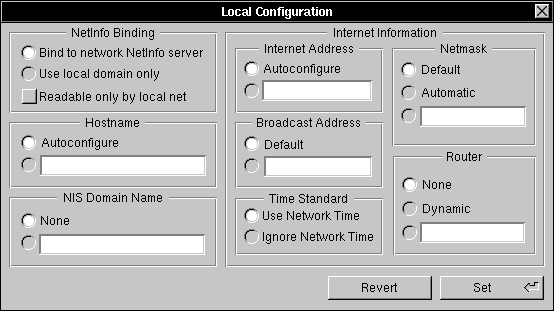 Local Configuration
NetInfo Binding
Bind to network NetInfo server
Use local domain only
Readable only by local net
Hostname
Autoconfigure
NIS Domain Name
None
Internet Information
Internet Address
Autoconfigure
Broadcast Address
Default
Time Standard
Use Network Time
Ignore Network Time
Netmask
Default
Automatic
Router
None
Dynamic
Revert
Set